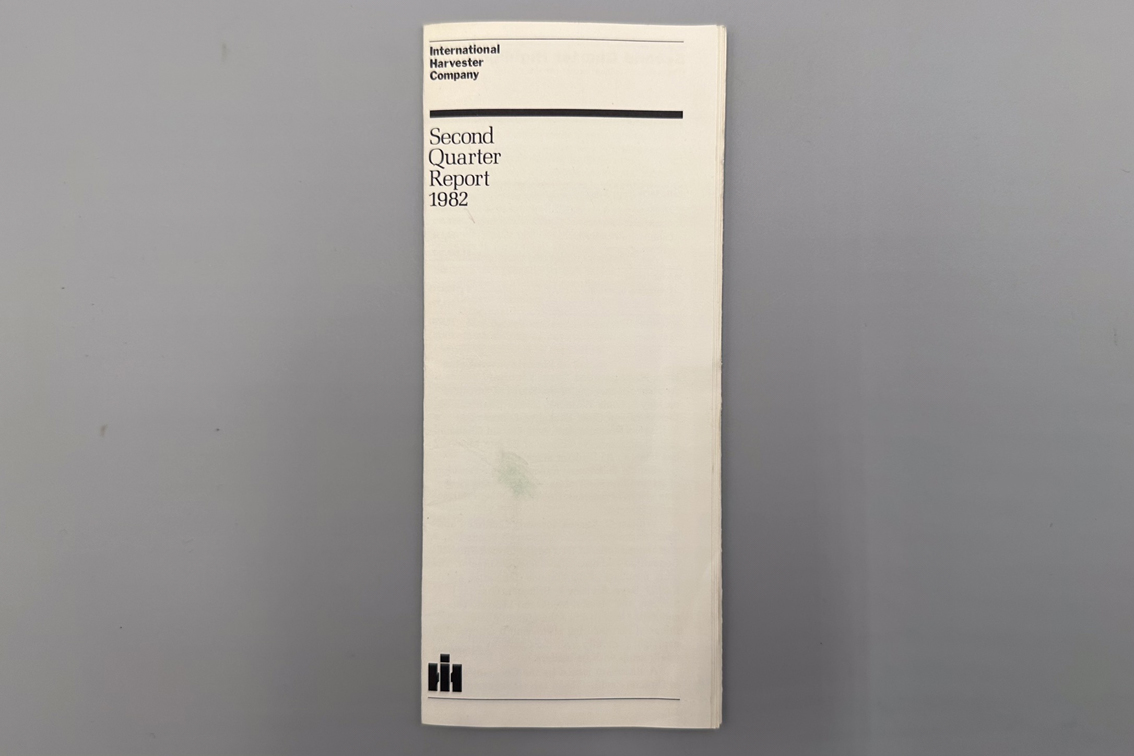 International
Harvester
Company
Second
Quarter
Report
1982